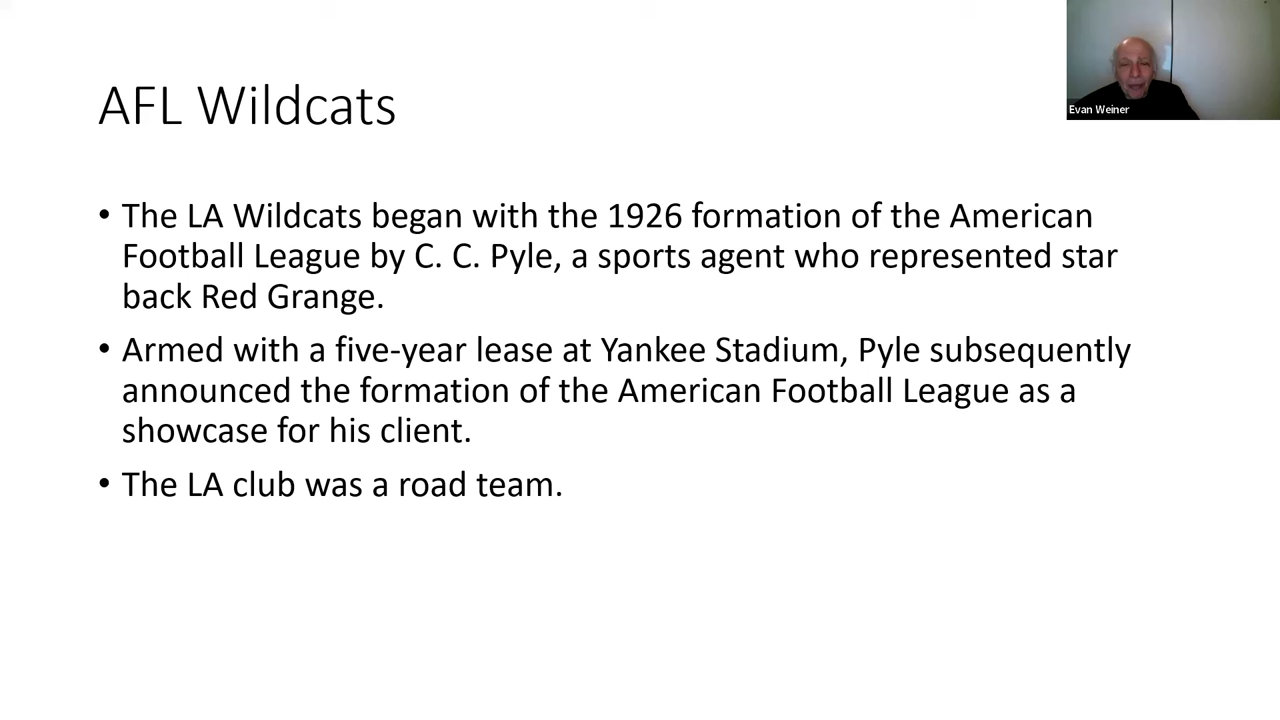 AFL Wildcats
Evan Weiner
• The LA Wildcats began with the 1926 formation of the American
Football League by C. C. Pyle, a sports agent who represented star
back Red Grange.
• Armed with a five-year lease at Yankee Stadium, Pyle subsequently
announced the formation of the American Football League as a
showcase for his client.
• The LA club was a road team.